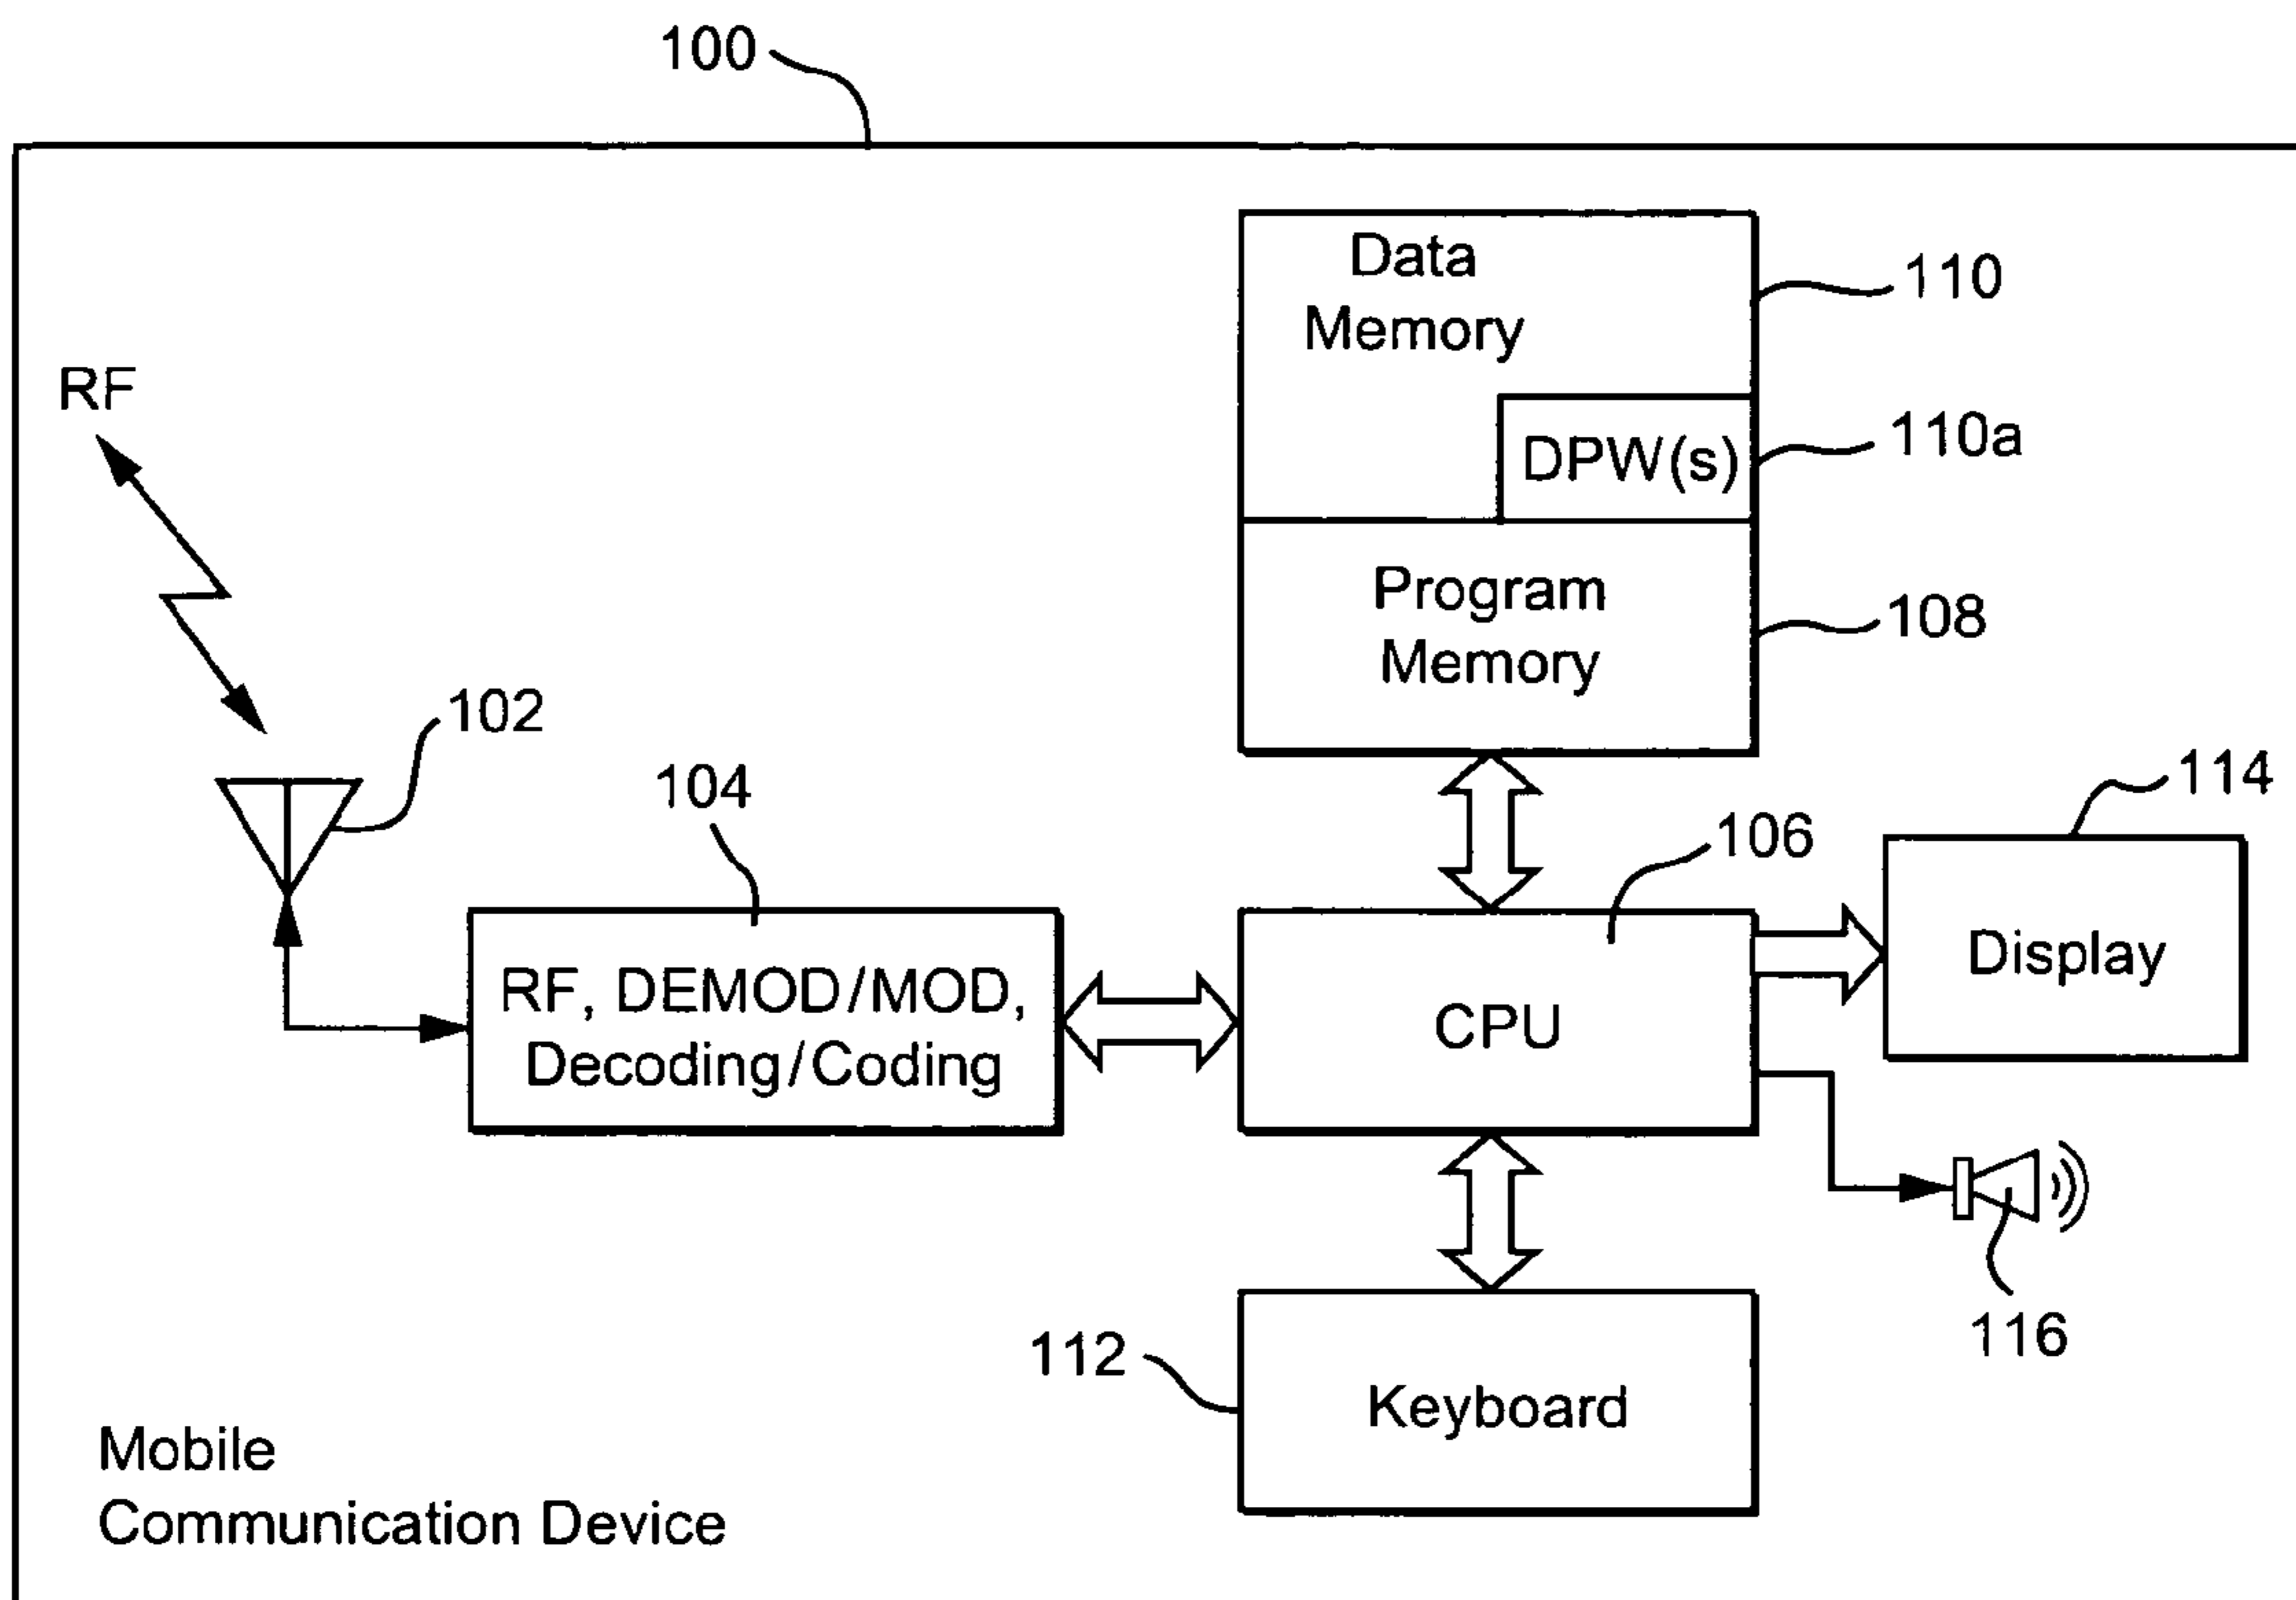 100
Data
Memory
110
RF
DPW(s)
110a
Program
Memory
108
102
104
114
106
RF, DEMOD/MOD,
Decoding/Coding
CPU
Display
116
112
Keyboard
Mobile
Communication Device